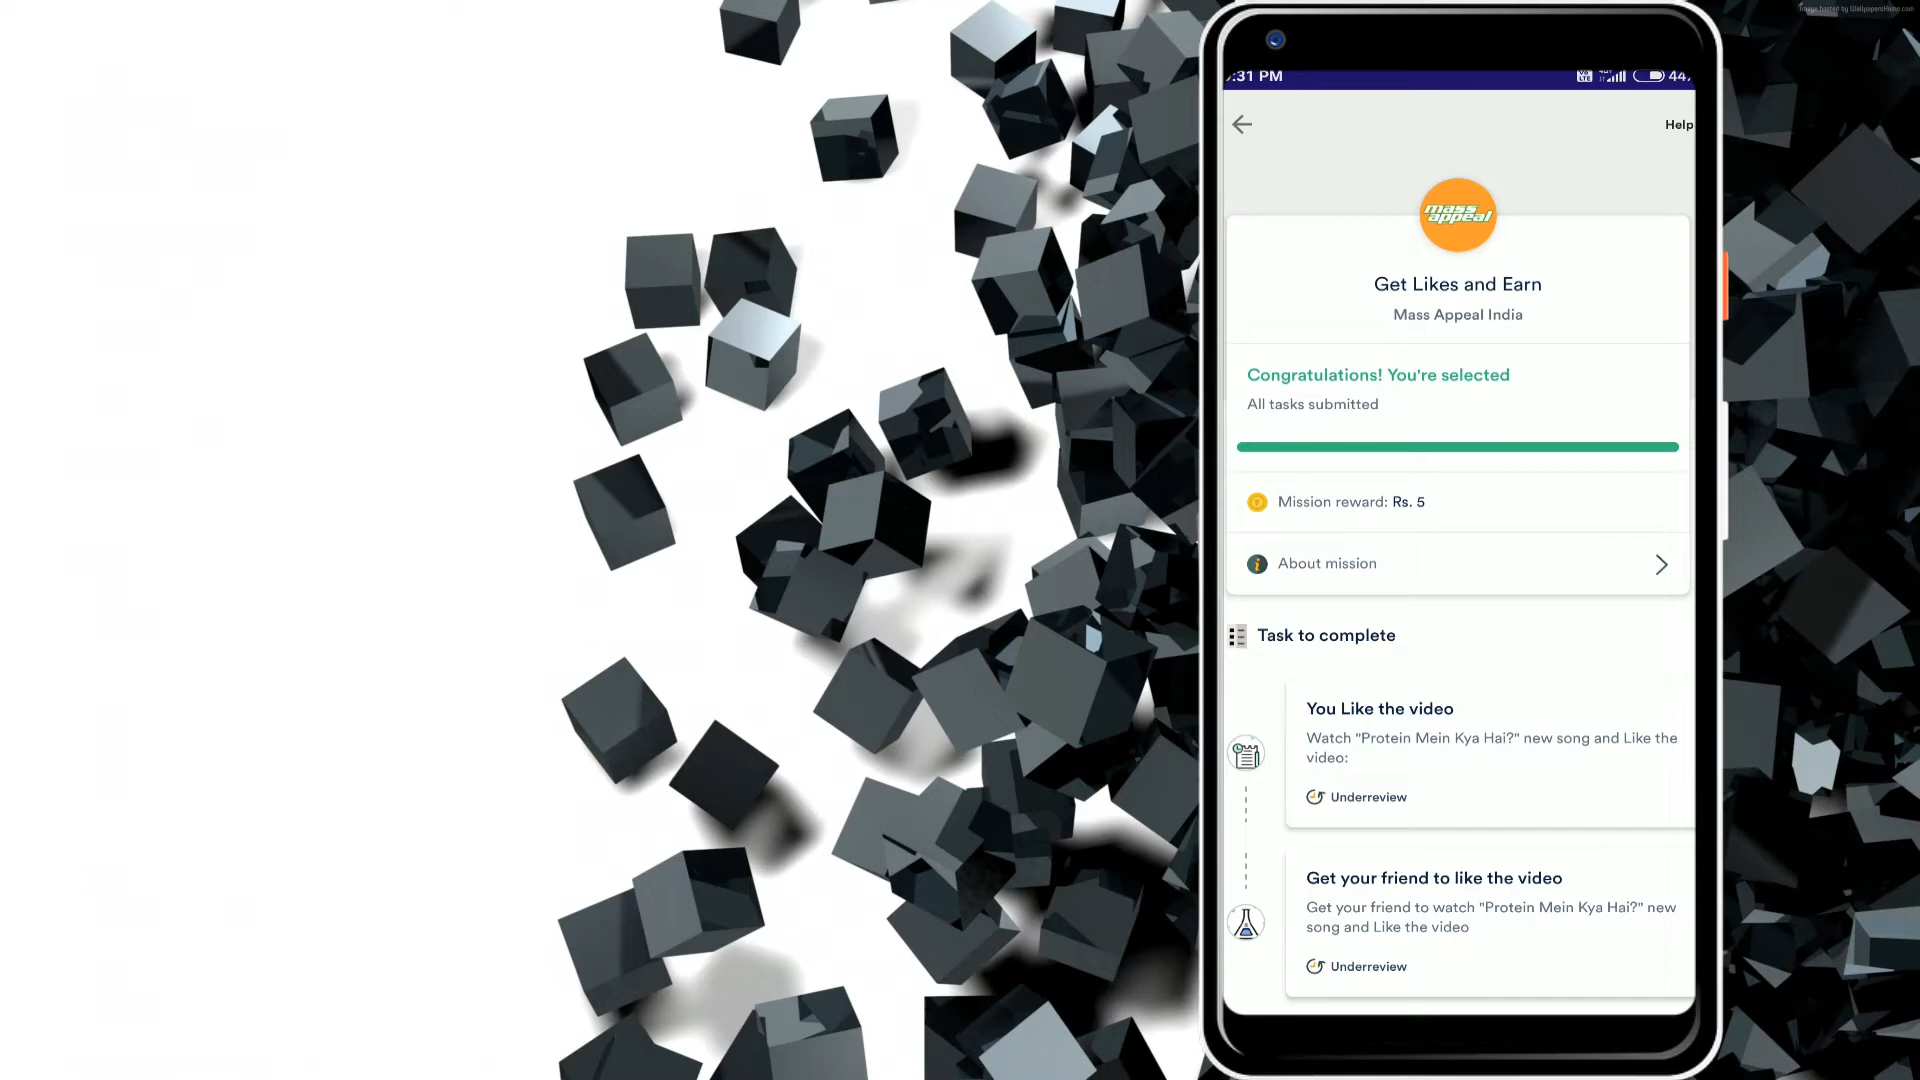 Image hosted by WallpapersHome.com
:31 PM
44
Help
mass
appeal
Get Likes and Earn
Mass Appeal India
Congratulations! You're selected
All tasks submitted
Mission reward: Rs. 5
About mission
Task to complete
You Like the video
Watch "Protein Mein Kya Hai?" new song and Like the
video:
Underreview
Get your friend to like the video
Get your friend to watch "Protein Mein Kya Hai?" new
song and Like the video
Underreview